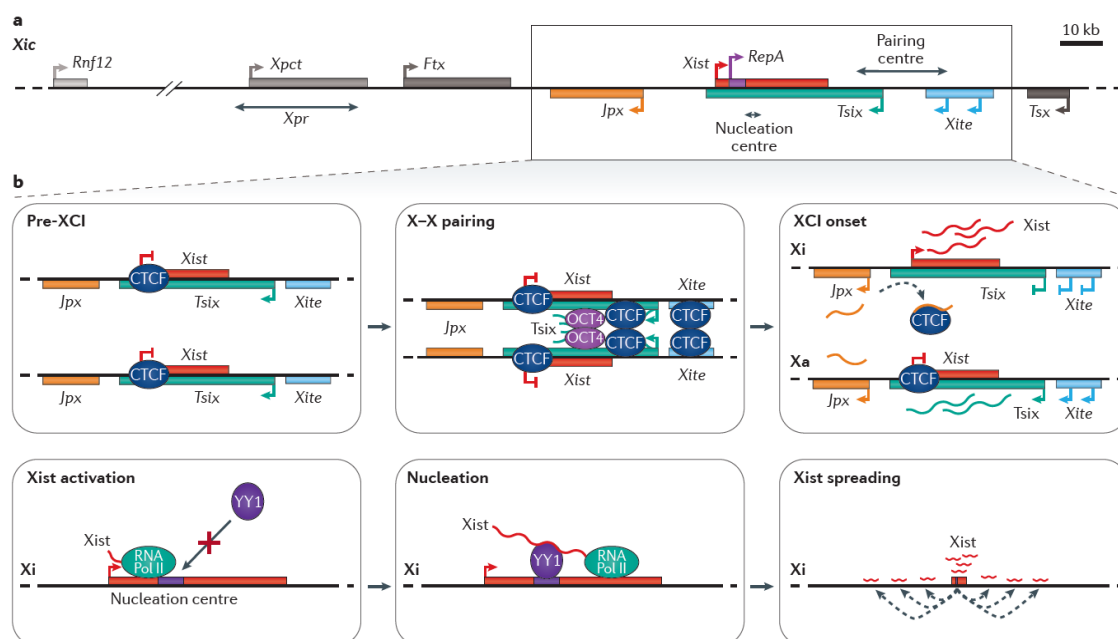 a
Xic
10 kb
Rnf12
Xpct
Ftx
Xist
RepA
Pairing
centre
Xpr
Jpx
Nucleation
centre
Tsix
Xite
Tsx
b
Pre-XCI
CTCF
Xist
Jpx
Tsix
Xite
CTCF
Xist
Jpx
Tsix
Xite
X–X pairing
Xist
Xite
CTCF
Jpx
Tsix
OCT4
CTCF
CTCF
OCT4
CTCF
CTCF
CTCF
Xist
Xite
XCI onset
Xist
Xi
Jpx
Tsix
Xite
CTCF
Xa
Xist
CTCF
Jpx
Tsix
Xite
Xist activation
YY1
Xist
RNA
Pol II
Xi
Nucleation centre
Nucleation
Xist
YY1
RNA
Pol II
Xi
Xist spreading
Xist
Xi